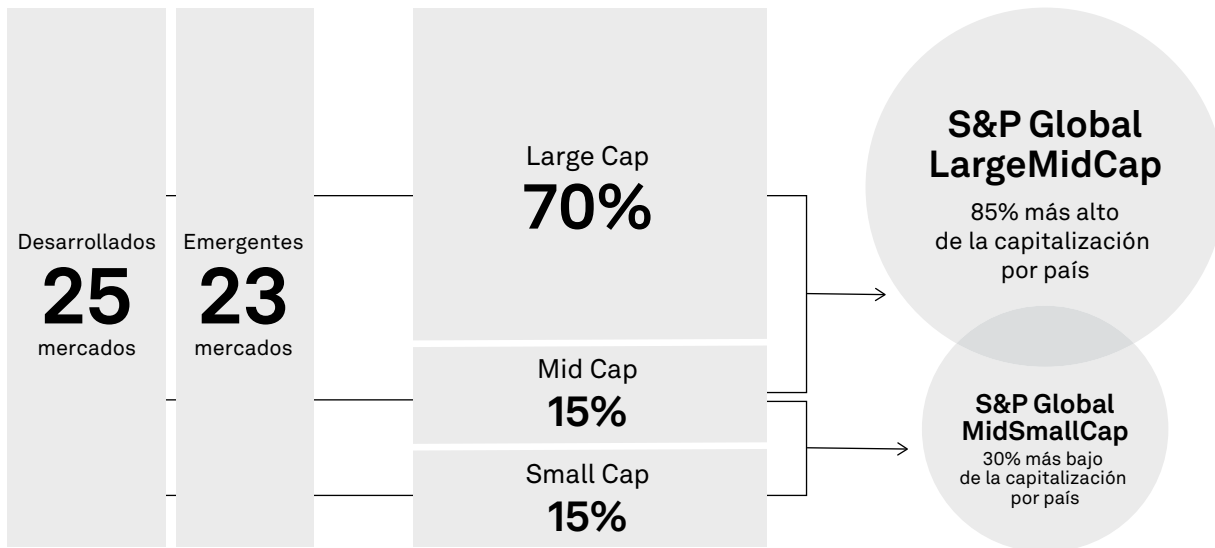 Desarrollados
25
mercados
Emergentes
23
mercados
Large Cap
70%
Mid Cap
15%
Small Cap
15%
S&P Global
LargeMidCap
85% más alto
de la capitalización
por país
S&P Global
MidSmallCap
30% más bajo
de la capitalización
por país